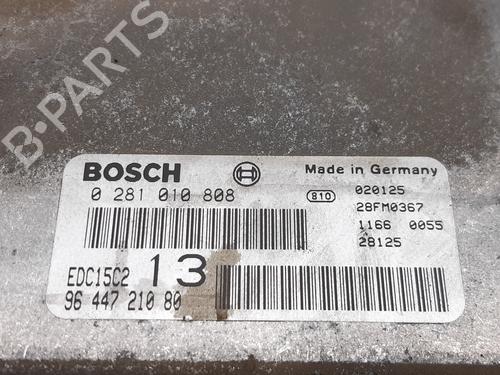 B-PARTS
BOSCH
Made in Germany
0 281 010 808
810
020125
28FM0367
1166 0055
28125
EDC15C2
13
96 447 210 80